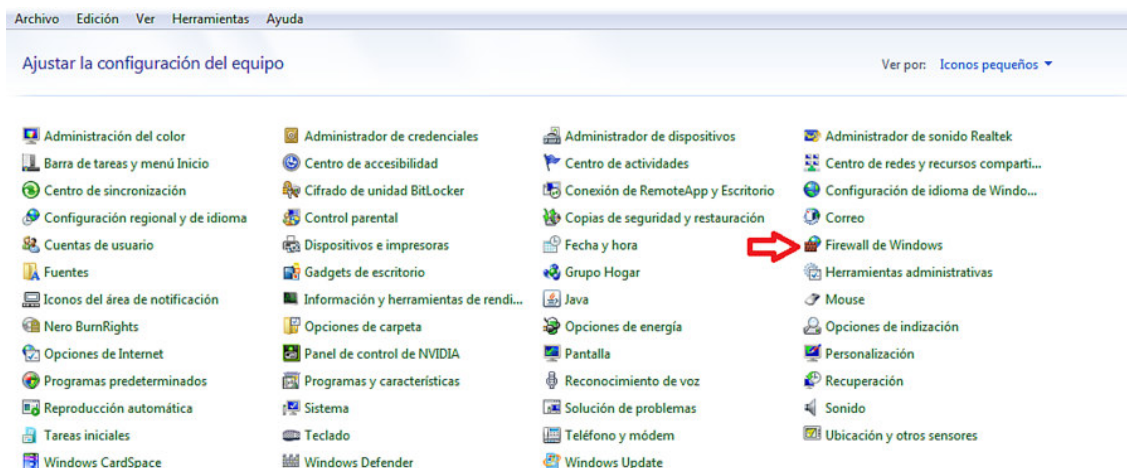 Archivo Edición Ver Herramientas Ayuda
Ajustar la configuración del equipo
Ver por: Iconos pequeños
Administración del color Administrador de credenciales Administrador de dispositivos Administrador de sonido Realtek
Barra de tareas y menú Inicio Centro de accesibilidad Centro de actividades Centro de redes y recursos comparti...
Centro de sincronización Cifrado de unidad BitLocker Conexión de RemoteApp y Escritorio Configuración de idioma de Windo...
Configuración regional y de idioma Control parental Copias de seguridad y restauración Correo
Cuentas de usuario Dispositivos e impresoras Fecha y hora Firewall de Windows
Fuentes Gadgets de escritorio Grupo Hogar Herramientas administrativas
Iconos del área de notificación Información y herramientas de rendi... Java Mouse
Nero BurnRights Opciones de carpeta Opciones de energía Opciones de indización
Opciones de Internet Panel de control de NVIDIA Pantalla Personalización
Programas predeterminados Programas y características Reconocimiento de voz Recuperación
Reproducción automática Sistema Solución de problemas Sonido
Tareas iniciales Teclado Teléfono y módem Ubicación y otros sensores
Windows CardSpace Windows Defender Windows Update